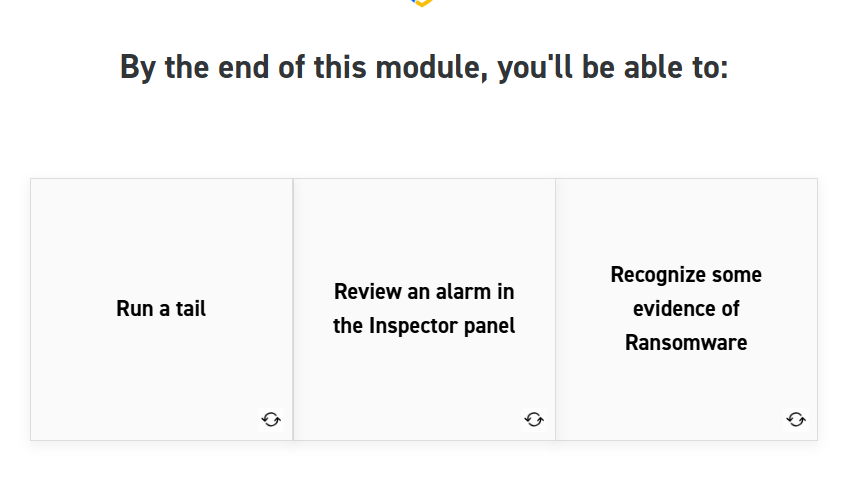 By the end of this module, you'll be able to:
Run a tail
Review an alarm in
the Inspector panel
Recognize some
evidence of
Ransomware